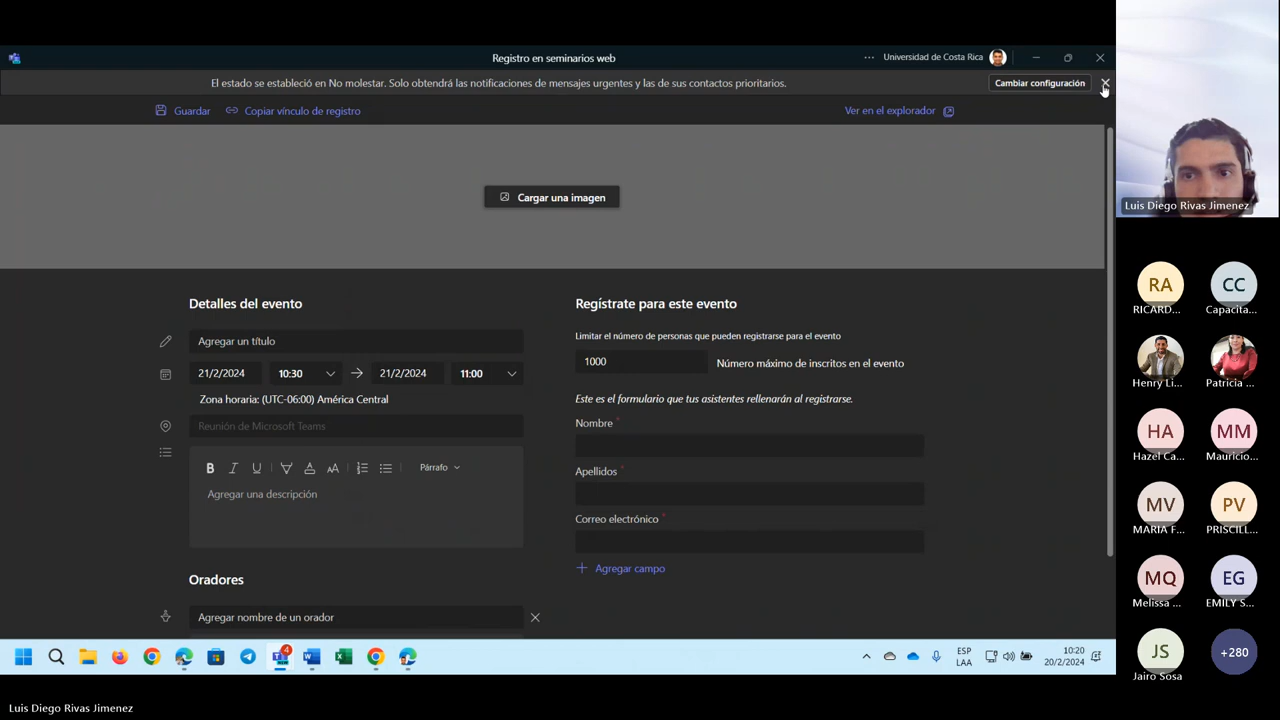 Registro en seminarios web
Universidad de Costa Rica
El estado se estableció en No molestar. Solo obtendrá las notificaciones de mensajes urgentes y las de sus contactos prioritarios.
Cambiar configuración
Guardar
Copiar vínculo de registro
Ver en el explorador
Cargar una imagen
Detalles del evento
Agregar un título
21/2/2024 10:30 21/2/2024 11:00
Zona horaria: (UTC-06:00) América Central
Reunión de Microsoft Teams
B I U AA Párrafo
Agregar una descripción
Oradores
Agregar nombre de un orador
Regístrate para este evento
Limitar el número de personas que pueden registrarse para el evento
1000 Número máximo de inscritos en el evento
Este es el formulario que tus asistentes rellenarán al registrarse.
Nombre *
Apellidos *
Correo electrónico *
Agregar campo
4
ESP
LAA
10:20
20/2/2024
Luis Diego Rivas Jimenez
RA
RICARD...
CC
Capacita...
Henry Li...
Patricia ...
HA
Hazel Ca...
MM
Mauricio...
MV
MARIA F...
PV
PRISCILL...
MQ
Melissa ...
EG
EMILY S...
JS
Jairo Sosa
+280
Luis Diego Rivas Jimenez